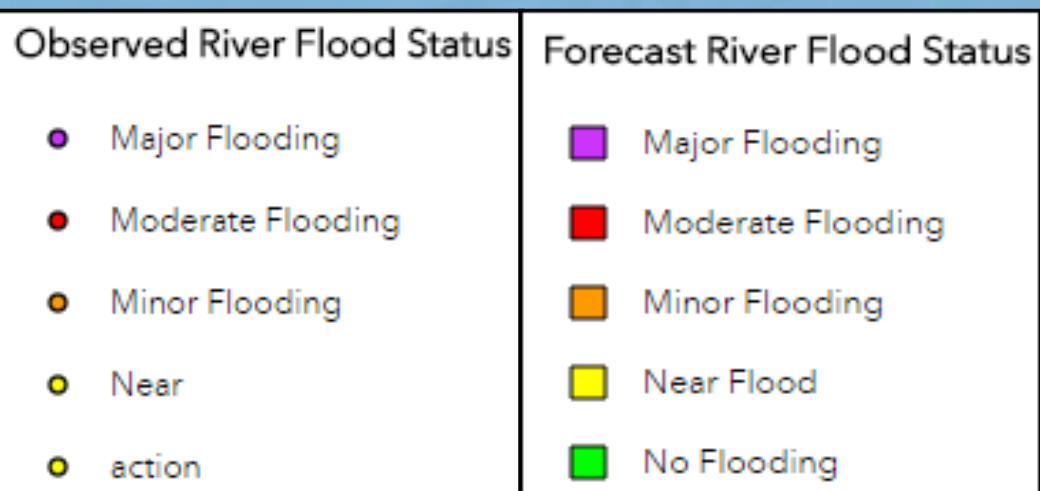 Observed River Flood Status
Major Flooding
Moderate Flooding
Minor Flooding
Near
action
Forecast River Flood Status
Major Flooding
Moderate Flooding
Minor Flooding
Near Flood
No Flooding